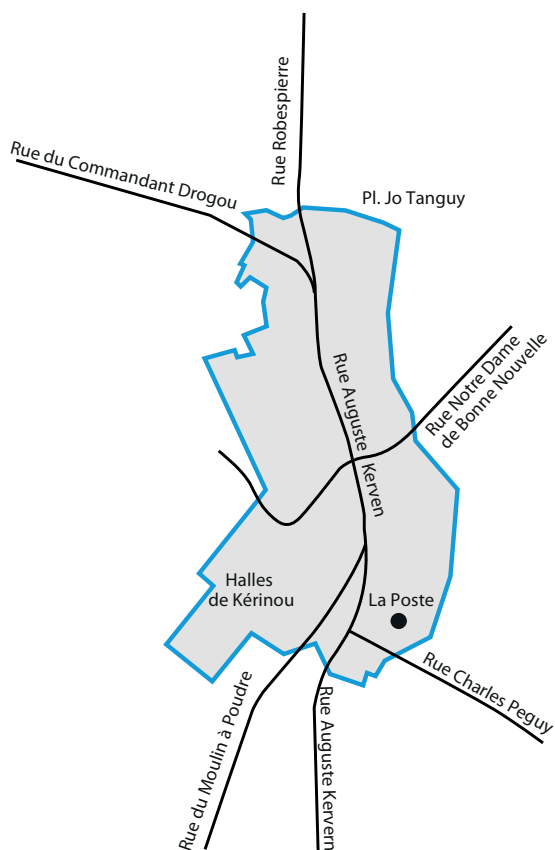 Rue Robespierre
Rue du Commandant Drogou
Pl. Jo Tanguy
Rue Notre Dame
de Bonne Nouvelle
Rue Auguste Kerven
Halles
de Kérinou
La Poste
Rue Charles Peguy
Rue du Moulin à Poudre
Rue Auguste Kervern